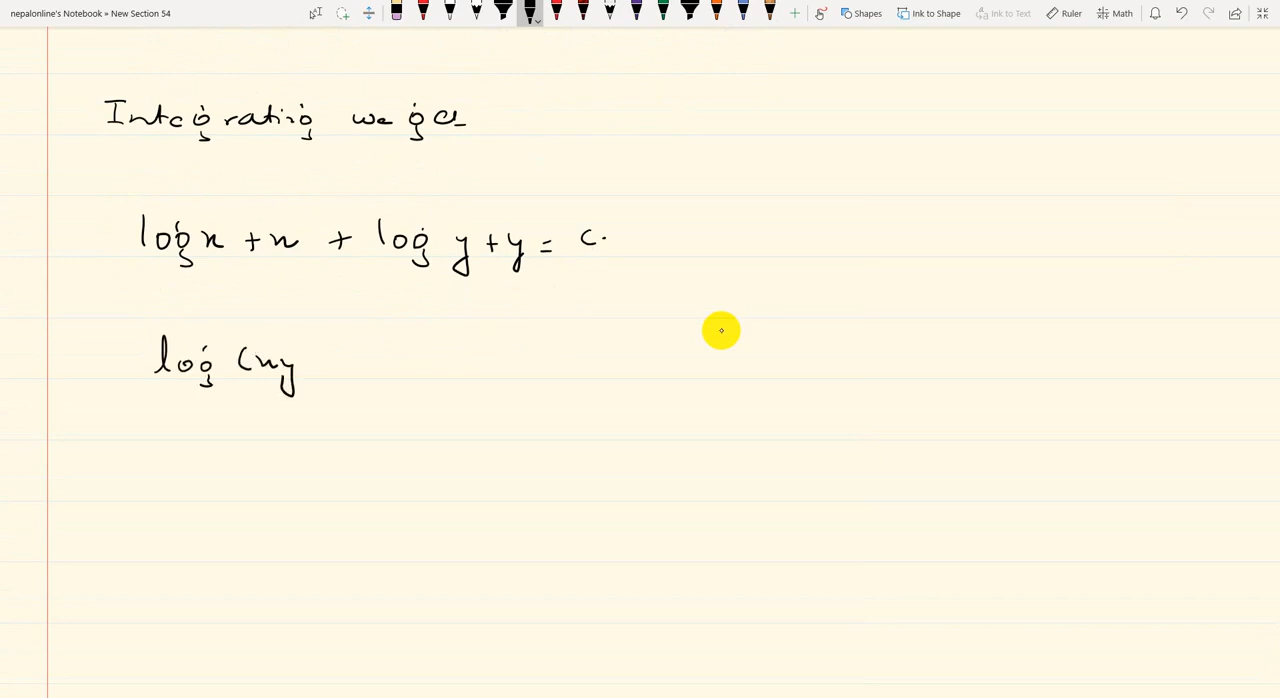 nepalonline's Notebook » New Section 54
Shapes Ink to Shape Ink to Text Ruler Math
Integrating we get
log x + x + log y + y = c.
log (xy